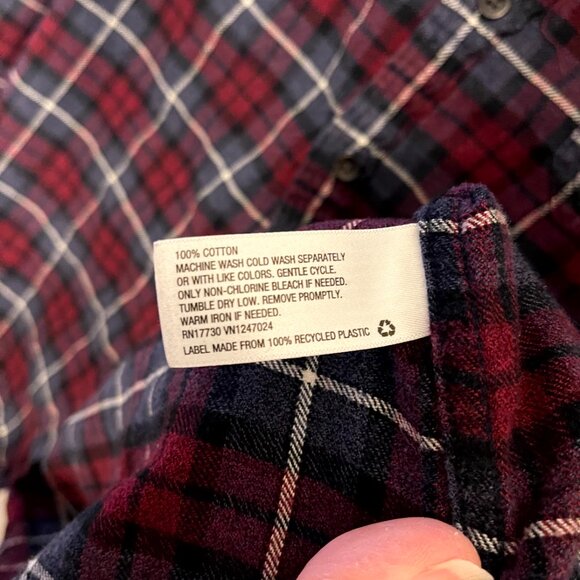 100% COTTON
MACHINE WASH COLD WASH SEPARATELY
OR WITH LIKE COLORS. GENTLE CYCLE.
ONLY NON-CHLORINE BLEACH IF NEEDED.
TUMBLE DRY LOW. REMOVE PROMPTLY.
WARM IRON IF NEEDED.
RN17730 VN1247024
LABEL MADE FROM 100% RECYCLED PLASTIC